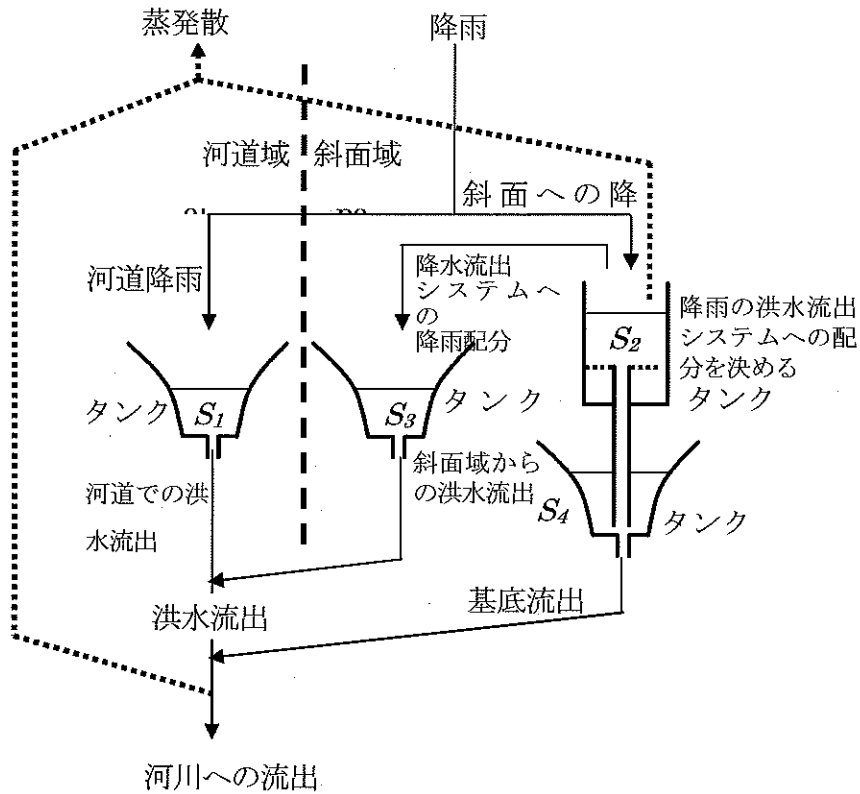 蒸発散
降雨
河道域
斜面域
斜面への降
河道降雨
降水流出
システムへ
の
降雨配分
降雨の洪水流出
システムへの配
分を決める
タンク
S2
タンク
S1
S3
タンク
河道での洪
水流出
斜面域から
の洪水流出
S4
タンク
洪水流出
基底流出
河川への流出